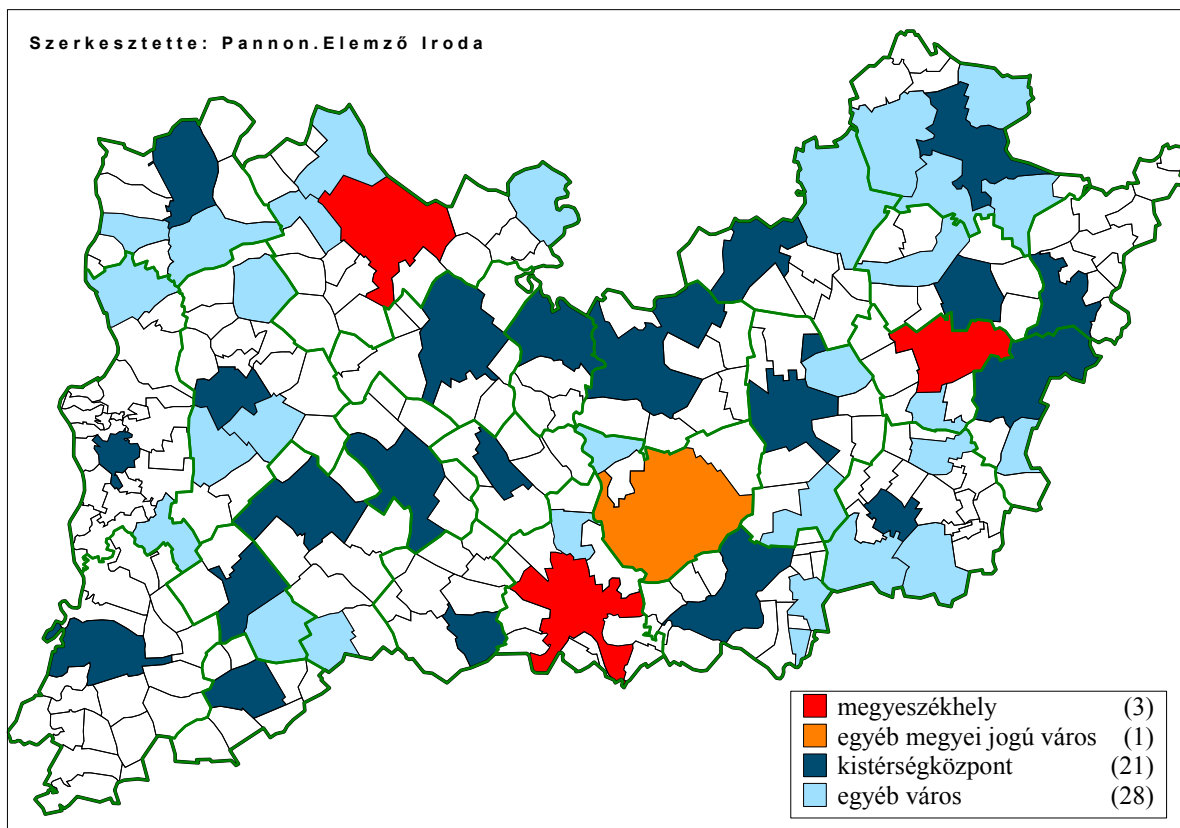 Szerkesztette: Pannon.Elemző Iroda
megyeszékhely (3)
egyéb megyei jogú város (1)
kistérségközpont (21)
egyéb város (28)